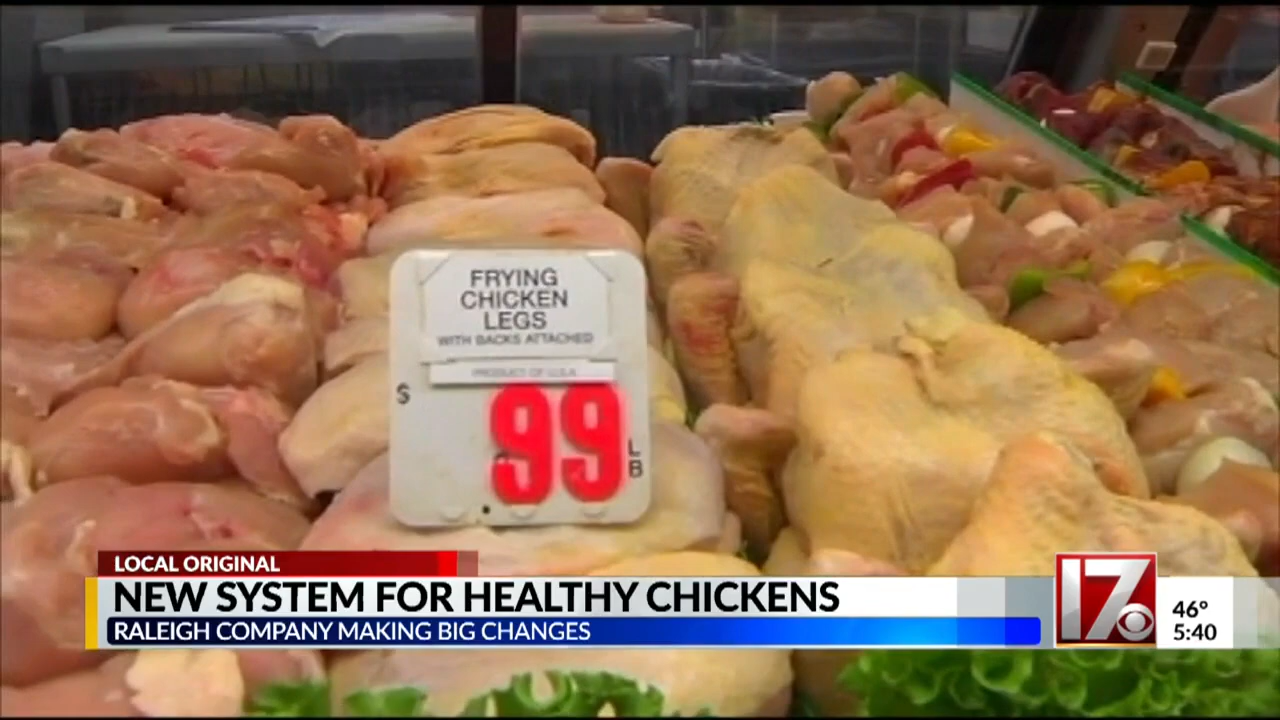 FRYING
CHICKEN
LEGS
WITH BACKS ATTACHED
PRODUCT OF U.S.A.
$ .99 LB
LOCAL ORIGINAL
NEW SYSTEM FOR HEALTHY CHICKENS
RALEIGH COMPANY MAKING BIG CHANGES
17
46°
5:40